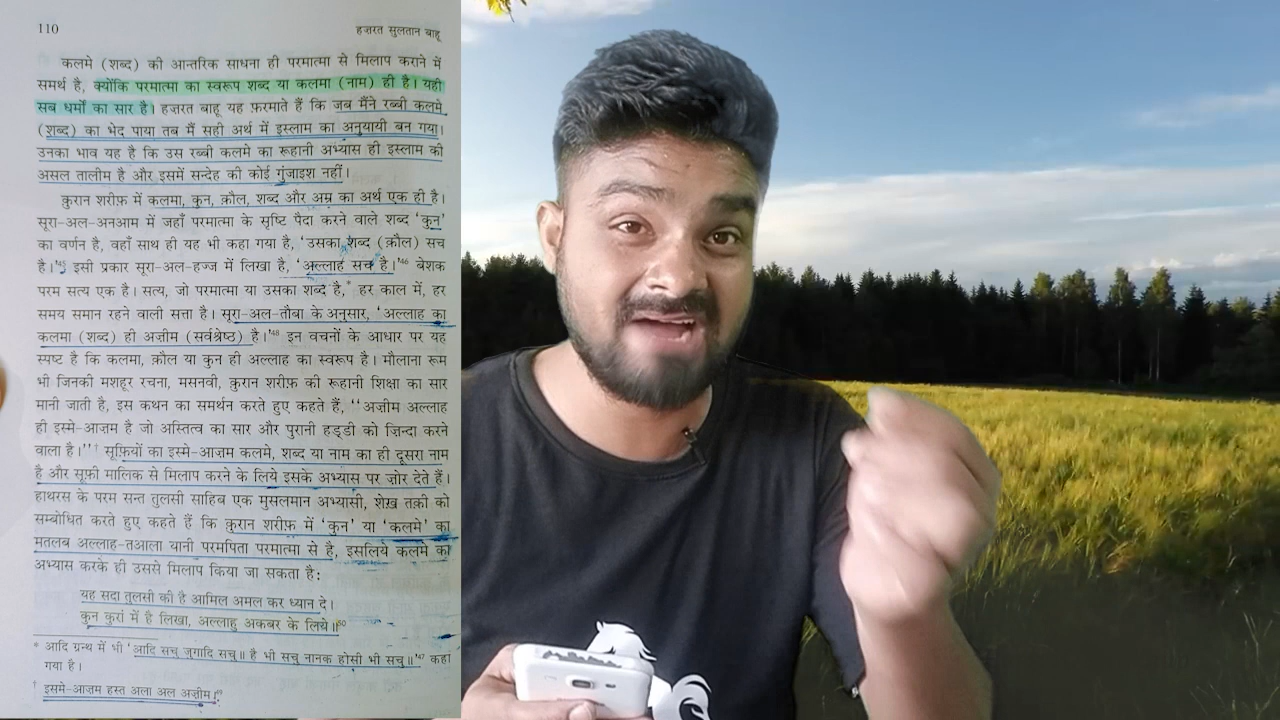 110
हज़रत सुलतान बाहू
कलमे (शब्द) की आन्तरिक साधना ही परमात्मा से मिलाप कराने में
समर्थ है, क्योंकि परमात्मा का स्वरूप शब्द या कलमा (नाम) ही है। यही
सब धर्मों का सार है। हज़रत बाहू यह फ़रमाते हैं कि जब मैंने रब्बी कलमे
(शब्द) का भेद पाया तब मैं सही अर्थ में इस्लाम का अनुयायी बन गया।
उनका भाव यह है कि उस रब्बी कलमे का रूहानी अभ्यास ही इस्लाम की
असल तालीम है और इसमें सन्देह की कोई गुंजाइश नहीं।
क़ुरान शरीफ़ में कलमा, कुन, क़ौल, शब्द और अम्र का अर्थ एक ही है।
सूरा-अल-अनआम में जहाँ परमात्मा के सृष्टि पैदा करने वाले शब्द 'कुन'
का वर्णन है, वहाँ साथ ही यह भी कहा गया है, 'उसका शब्द (क़ौल) सच
है।'45 इसी प्रकार सूरा-अल-हज्ज में लिखा है, 'अल्लाह सच है।'46 बेशक
परम सत्य एक है। सत्य, जो परमात्मा या उसका शब्द है,* हर काल में, हर
समय समान रहने वाली सत्ता है। सूरा-अल-तौबा के अनुसार, 'अल्लाह का
कलमा (शब्द) ही अज़ीम (सर्वश्रेष्ठ) है।'48 इन वचनों के आधार पर यह
स्पष्ट है कि कलमा, क़ौल या कुन ही अल्लाह का स्वरूप है। मौलाना रूम
भी जिनकी मशहूर रचना, मसनवी, क़ुरान शरीफ़ की रूहानी शिक्षा का सार
मानी जाती है, इस कथन का समर्थन करते हुए कहते हैं, ''अज़ीम अल्लाह
ही इस्मे-आज़म है जो अस्तित्व का सार और पुरानी हड्डी को ज़िन्दा करने
वाला है।''† सूफ़ियों का इस्मे-आजम कलमे, शब्द या नाम का ही दूसरा नाम
है और सूफ़ी मालिक से मिलाप करने के लिये इसके अभ्यास पर ज़ोर देते हैं।
हाथरस के परम सन्त तुलसी साहिब एक मुसलमान अभ्यासी, शेख़ तक़ी को
सम्बोधित करते हुए कहते हैं कि क़ुरान शरीफ़ में 'कुन' या 'कलमे' का
मतलब अल्लाह-तआला यानी परमपिता परमात्मा से है, इसलिये कलमे का
अभ्यास करके ही उससे मिलाप किया जा सकता है:
यह सदा तुलसी की है आमिल अमल कर ध्यान दे।
कुन कुरां में है लिखा, अल्लाहु अकबर के लिये॥50
* आदि ग्रन्थ में भी 'आदि सचु जुगादि सचु॥ है भी सचु नानक होसी भी सचु॥'47 कहा
गया है।
† इसमे-आज़म हस्त अला अल अज़ीम।49